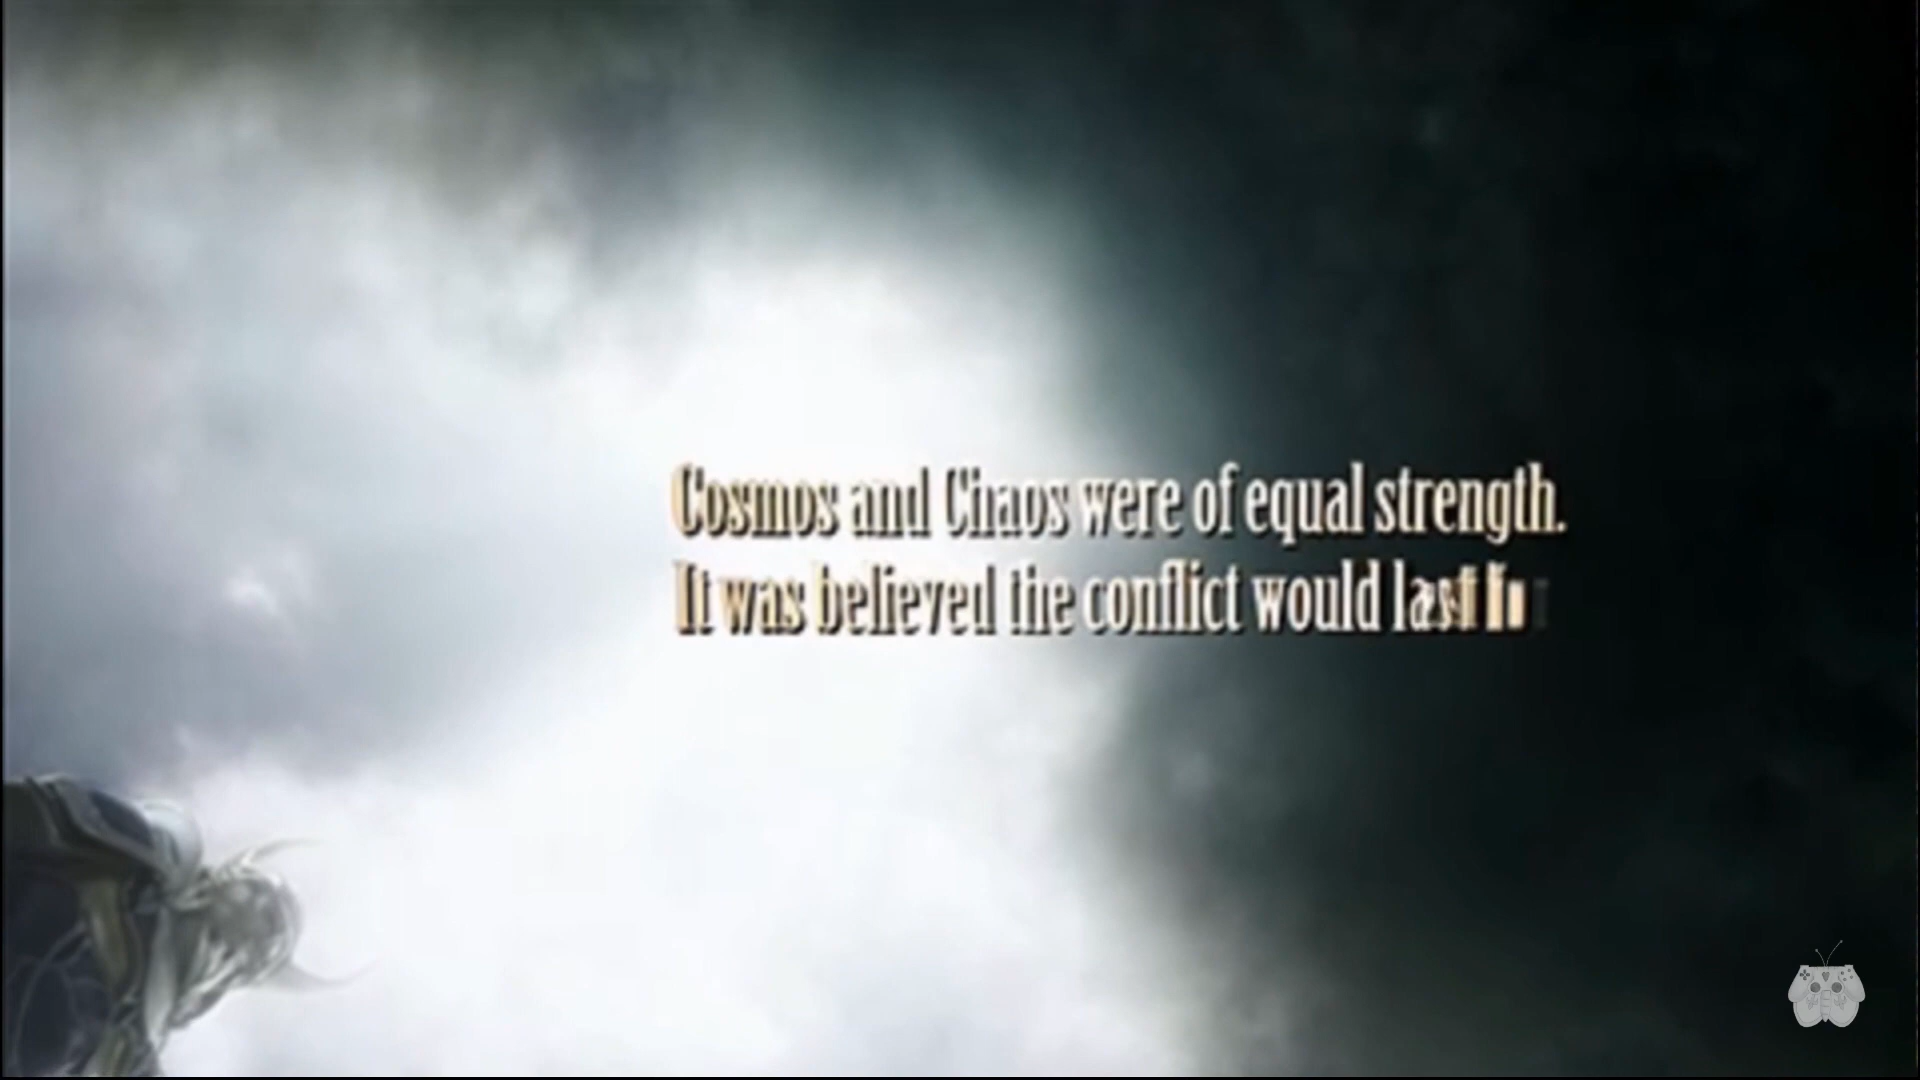 Cosmos and Chaos were of equal strength.
It was believed the conflict would last